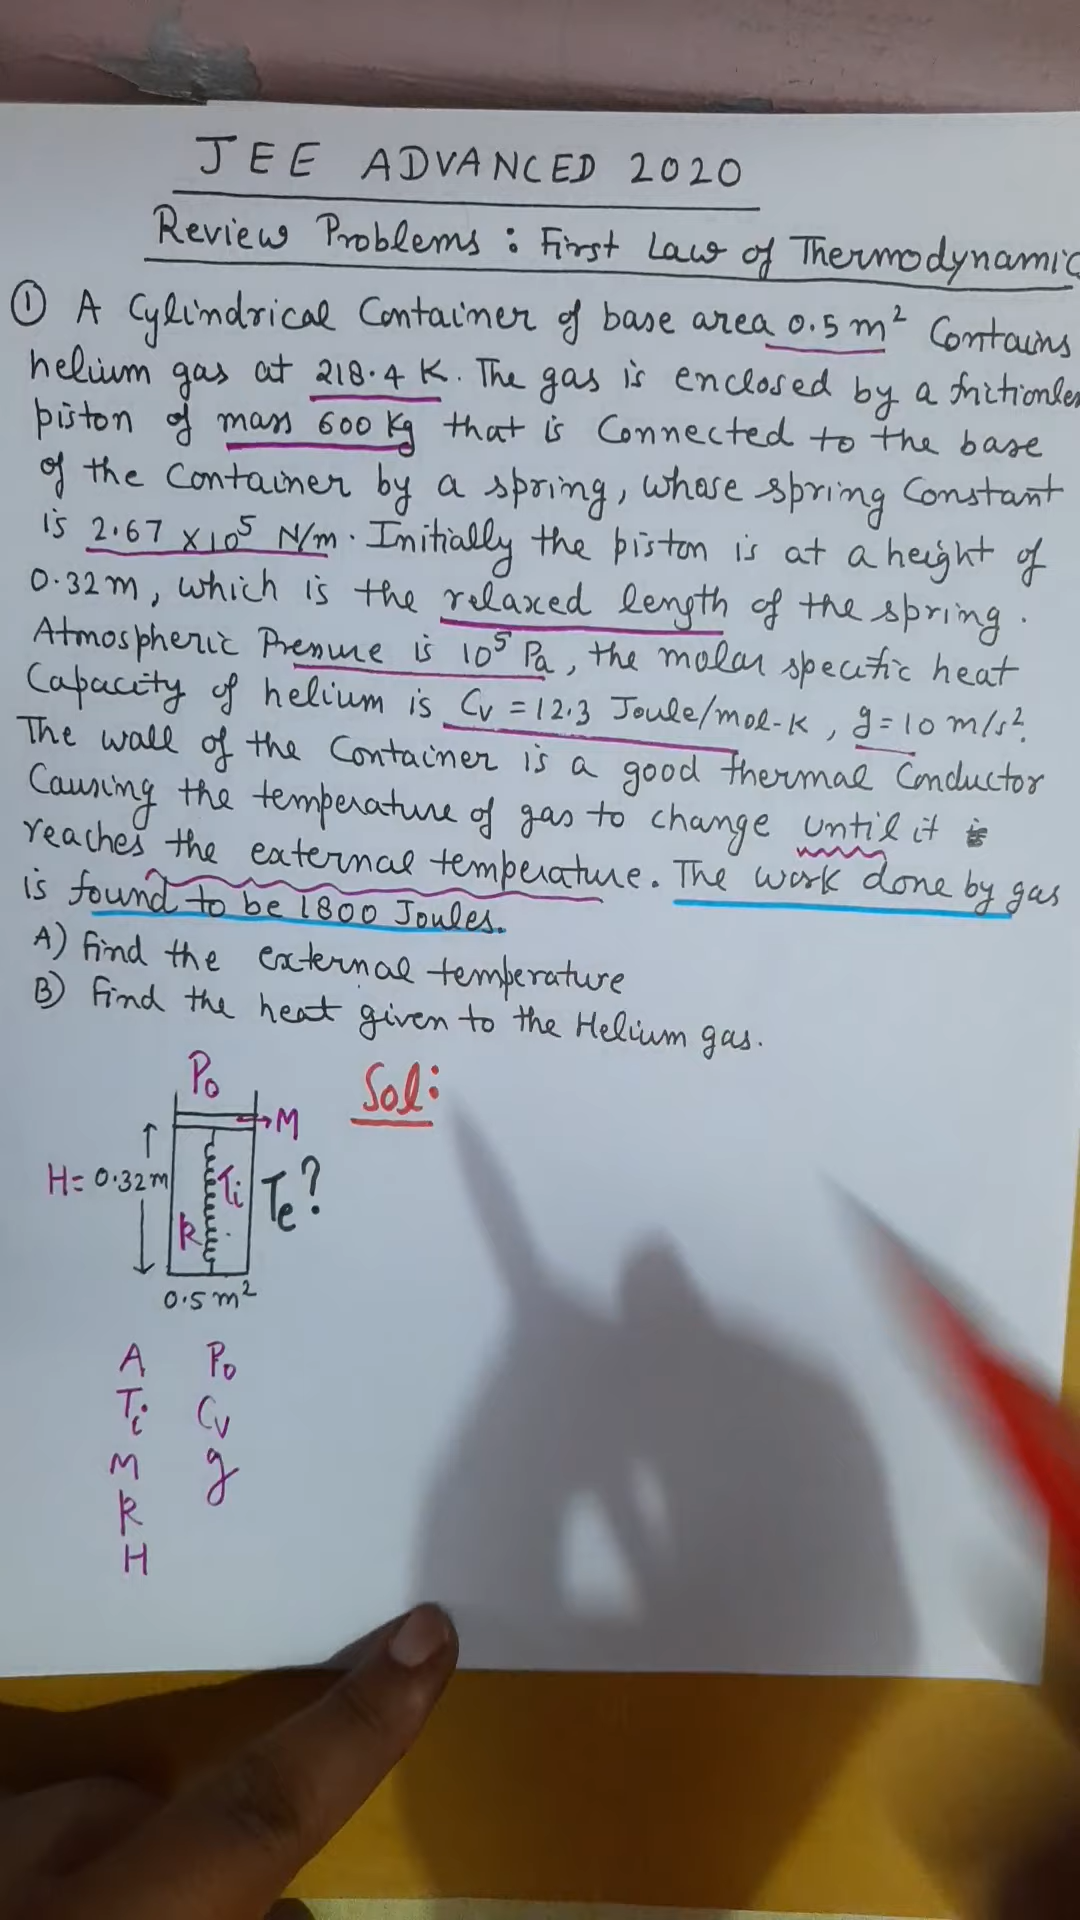 JEE ADVANCED 2020
Review Problems: First Law of Thermodynamic
① A Cylindrical Container of base area 0.5 m² Contains
helium gas at 218.4 K. The gas is enclosed by a frictionles
piston of mass 600 Kg that is Connected to the base
of the Container by a spring, whose spring Constant
is 2.67 ×10⁵ N/m. Initially the piston is at a height of
0.32m, which is the relaxed length of the spring.
Atmospheric Pressure is 10⁵ Pa, the molar specific heat
Capacity of helium is Cv = 12.3 Joule/mol-K, g = 10 m/s².
The wall of the Container is a good thermal Conductor
Causing the temperature of gas to change until it
reaches the external temperature. The work done by gas
is found to be 1800 Joules.
A) Find the external temperature
B) Find the heat given to the Helium gas.
P₀
Sol:
M
H= 0.32m
Ti
Te?
k
0.5 m²
A P₀
Ti Cv
M g
k
H